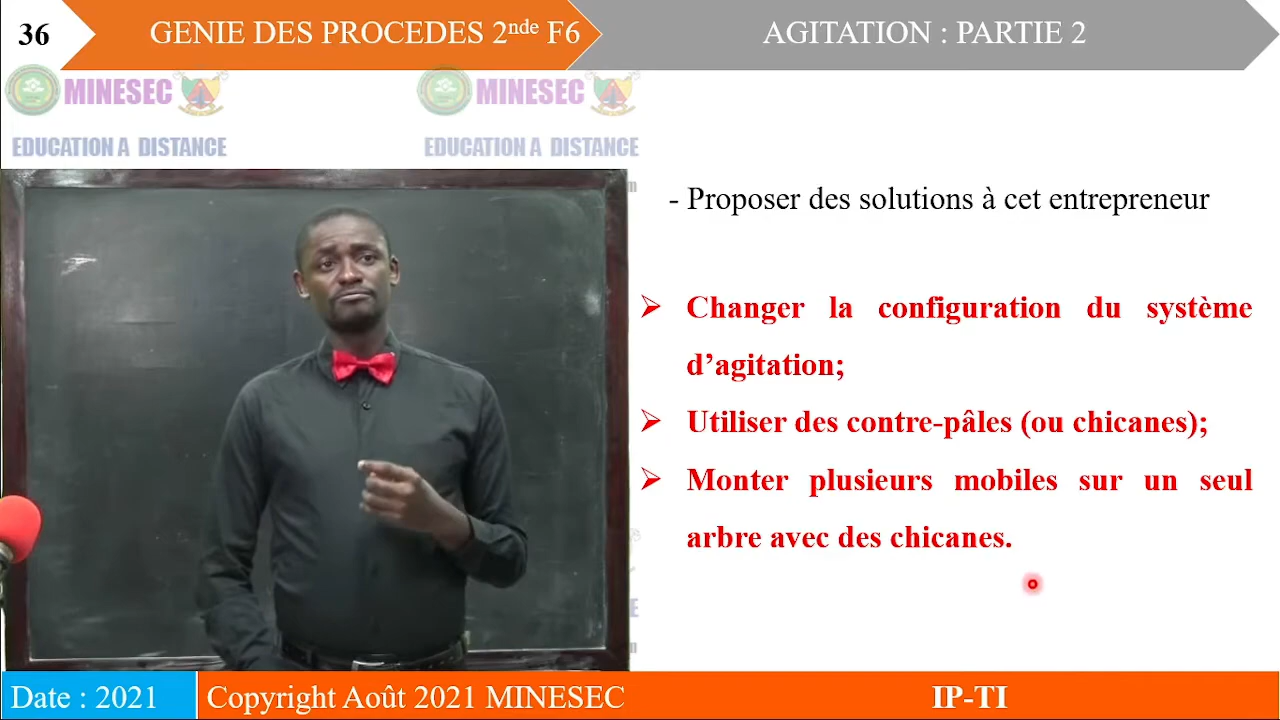 36
GENIE DES PROCEDES 2nde F6
AGITATION : PARTIE 2
MINESEC
EDUCATION A DISTANCE
MINESEC
EDUCATION A DISTANCE
- Proposer des solutions à cet entrepreneur
Changer la configuration du système
d’agitation;
Utiliser des contre-pâles (ou chicanes);
Monter plusieurs mobiles sur un seul
arbre avec des chicanes.
Date : 2021
Copyright Août 2021 MINESEC
IP-TI